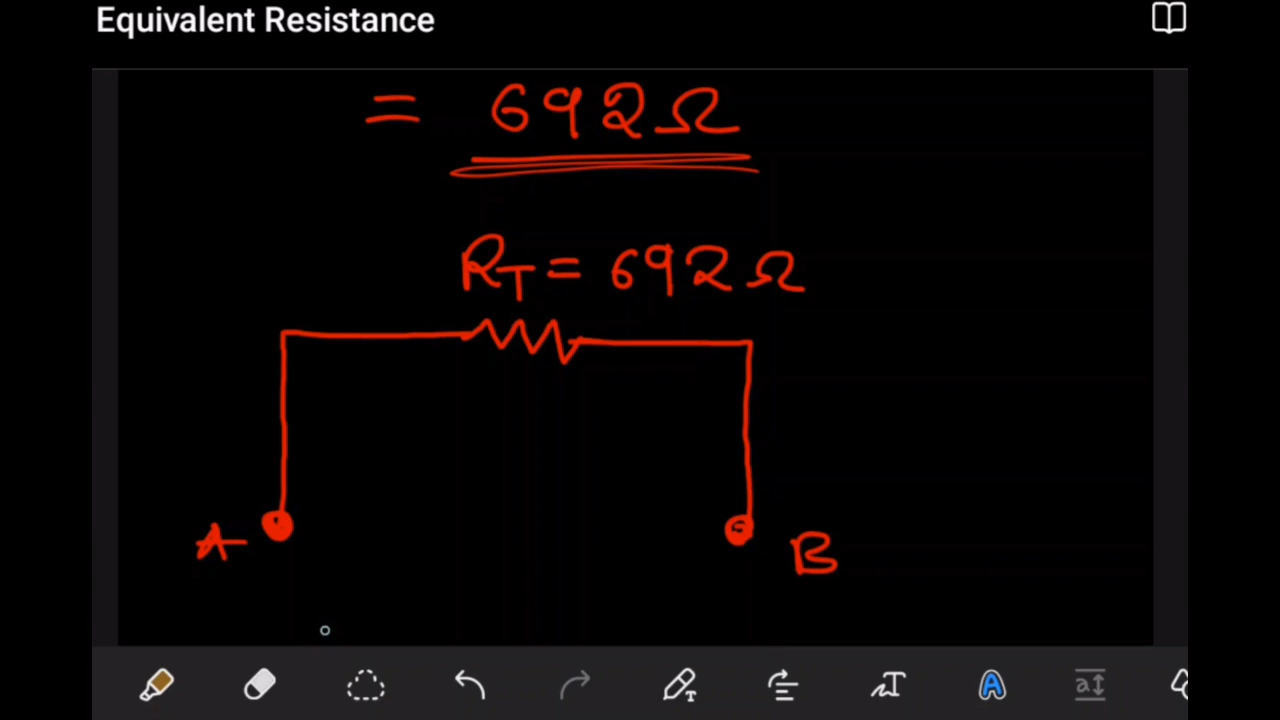 Equivalent Resistance
= 692Ω
R_T = 692Ω
A
B